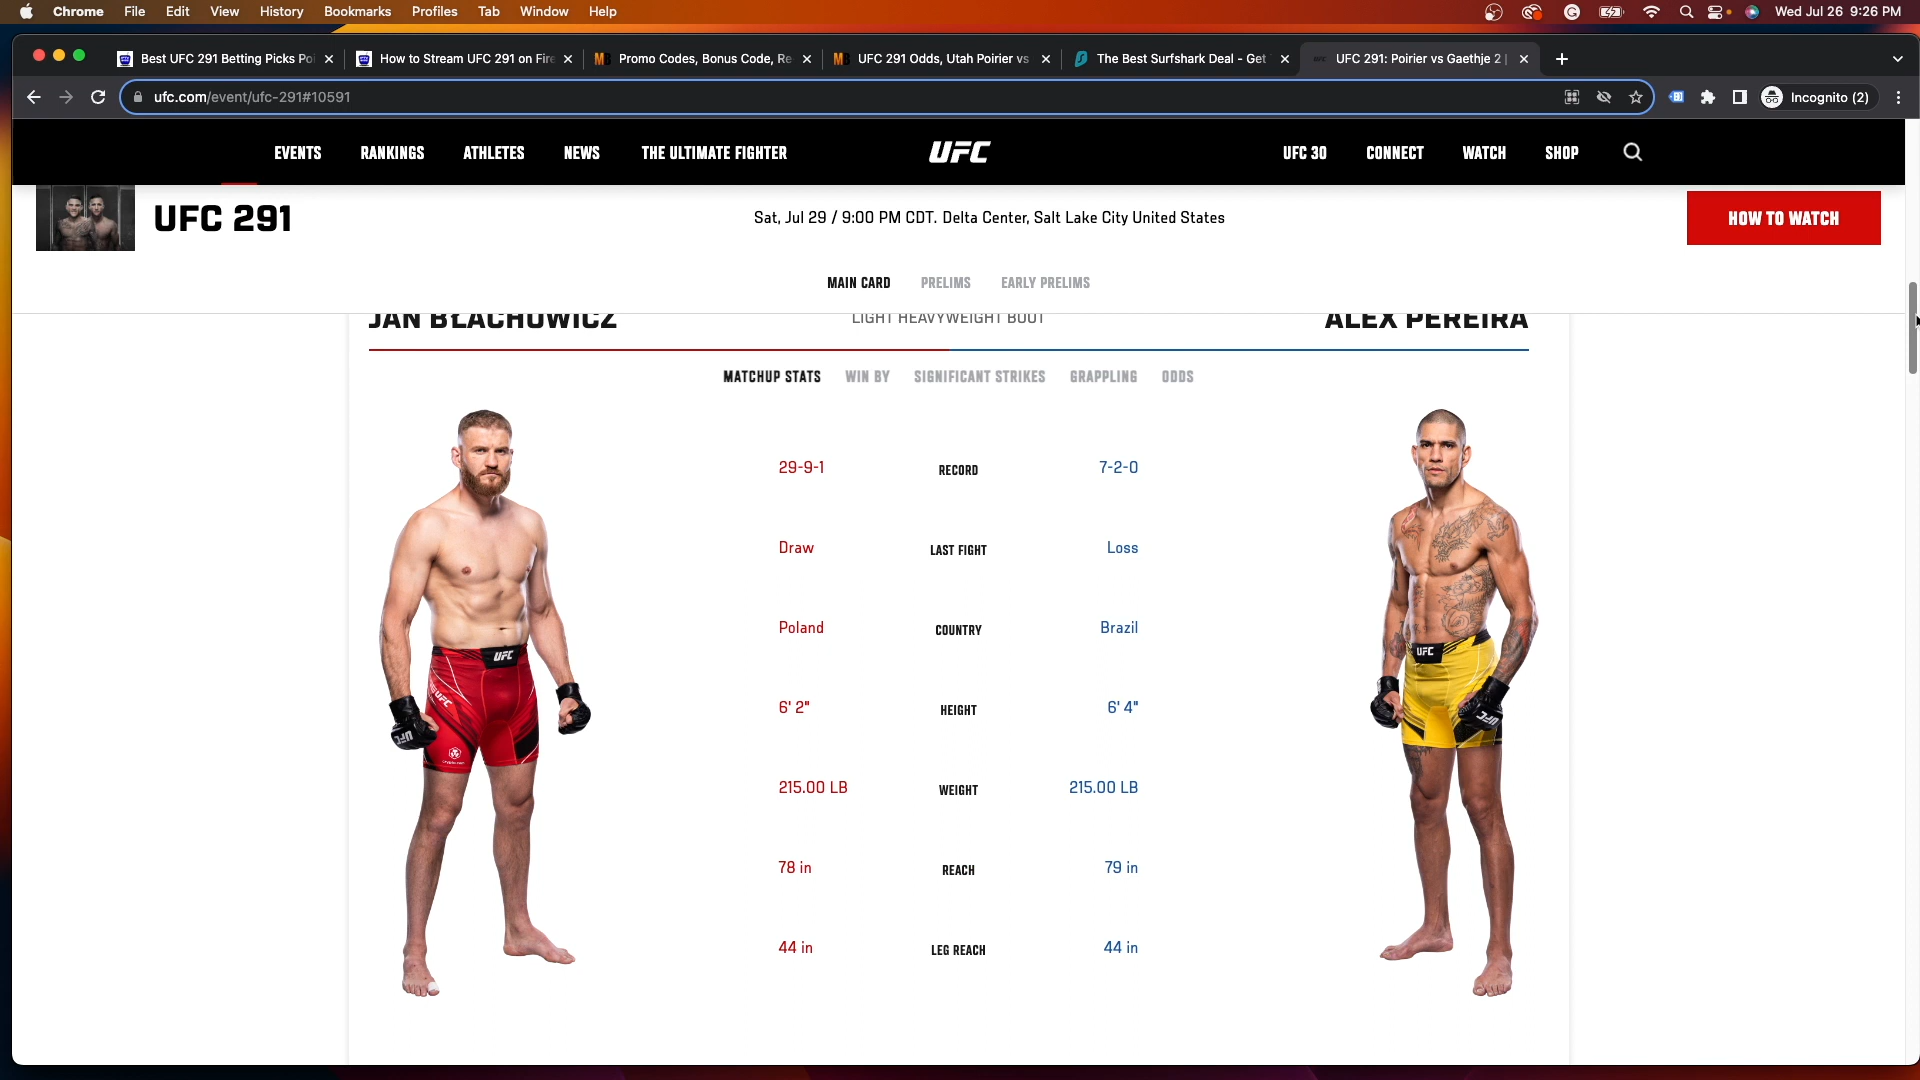 Chrome File Edit View History Bookmarks Profiles Tab Window Help Wed Jul 26 9:26 PM
Best UFC 291 Betting Picks Poi How to Stream UFC 291 on Fire Promo Codes, Bonus Code, Re UFC 291 Odds, Utah Poirier vs The Best Surfshark Deal - Get UFC 291: Poirier vs Gaethje 2 |
ufc.com/event/ufc-291#10591 Incognito (2)
EVENTS RANKINGS ATHLETES NEWS THE ULTIMATE FIGHTER UFC UFC 30 CONNECT WATCH SHOP
UFC 291 Sat, Jul 29 / 9:00 PM CDT. Delta Center, Salt Lake City United States HOW TO WATCH
MAIN CARD PRELIMS EARLY PRELIMS
JAN BŁACHOWICZ LIGHT HEAVYWEIGHT BOUT ALEX PEREIRA
MATCHUP STATS WIN BY SIGNIFICANT STRIKES GRAPPLING ODDS
29-9-1 RECORD 7-2-0
Draw LAST FIGHT Loss
Poland COUNTRY Brazil
UFC UFC
UFC
6' 2" HEIGHT 6' 4"
UFC UFC
215.00 LB WEIGHT 215.00 LB
78 in REACH 79 in
44 in LEG REACH 44 in